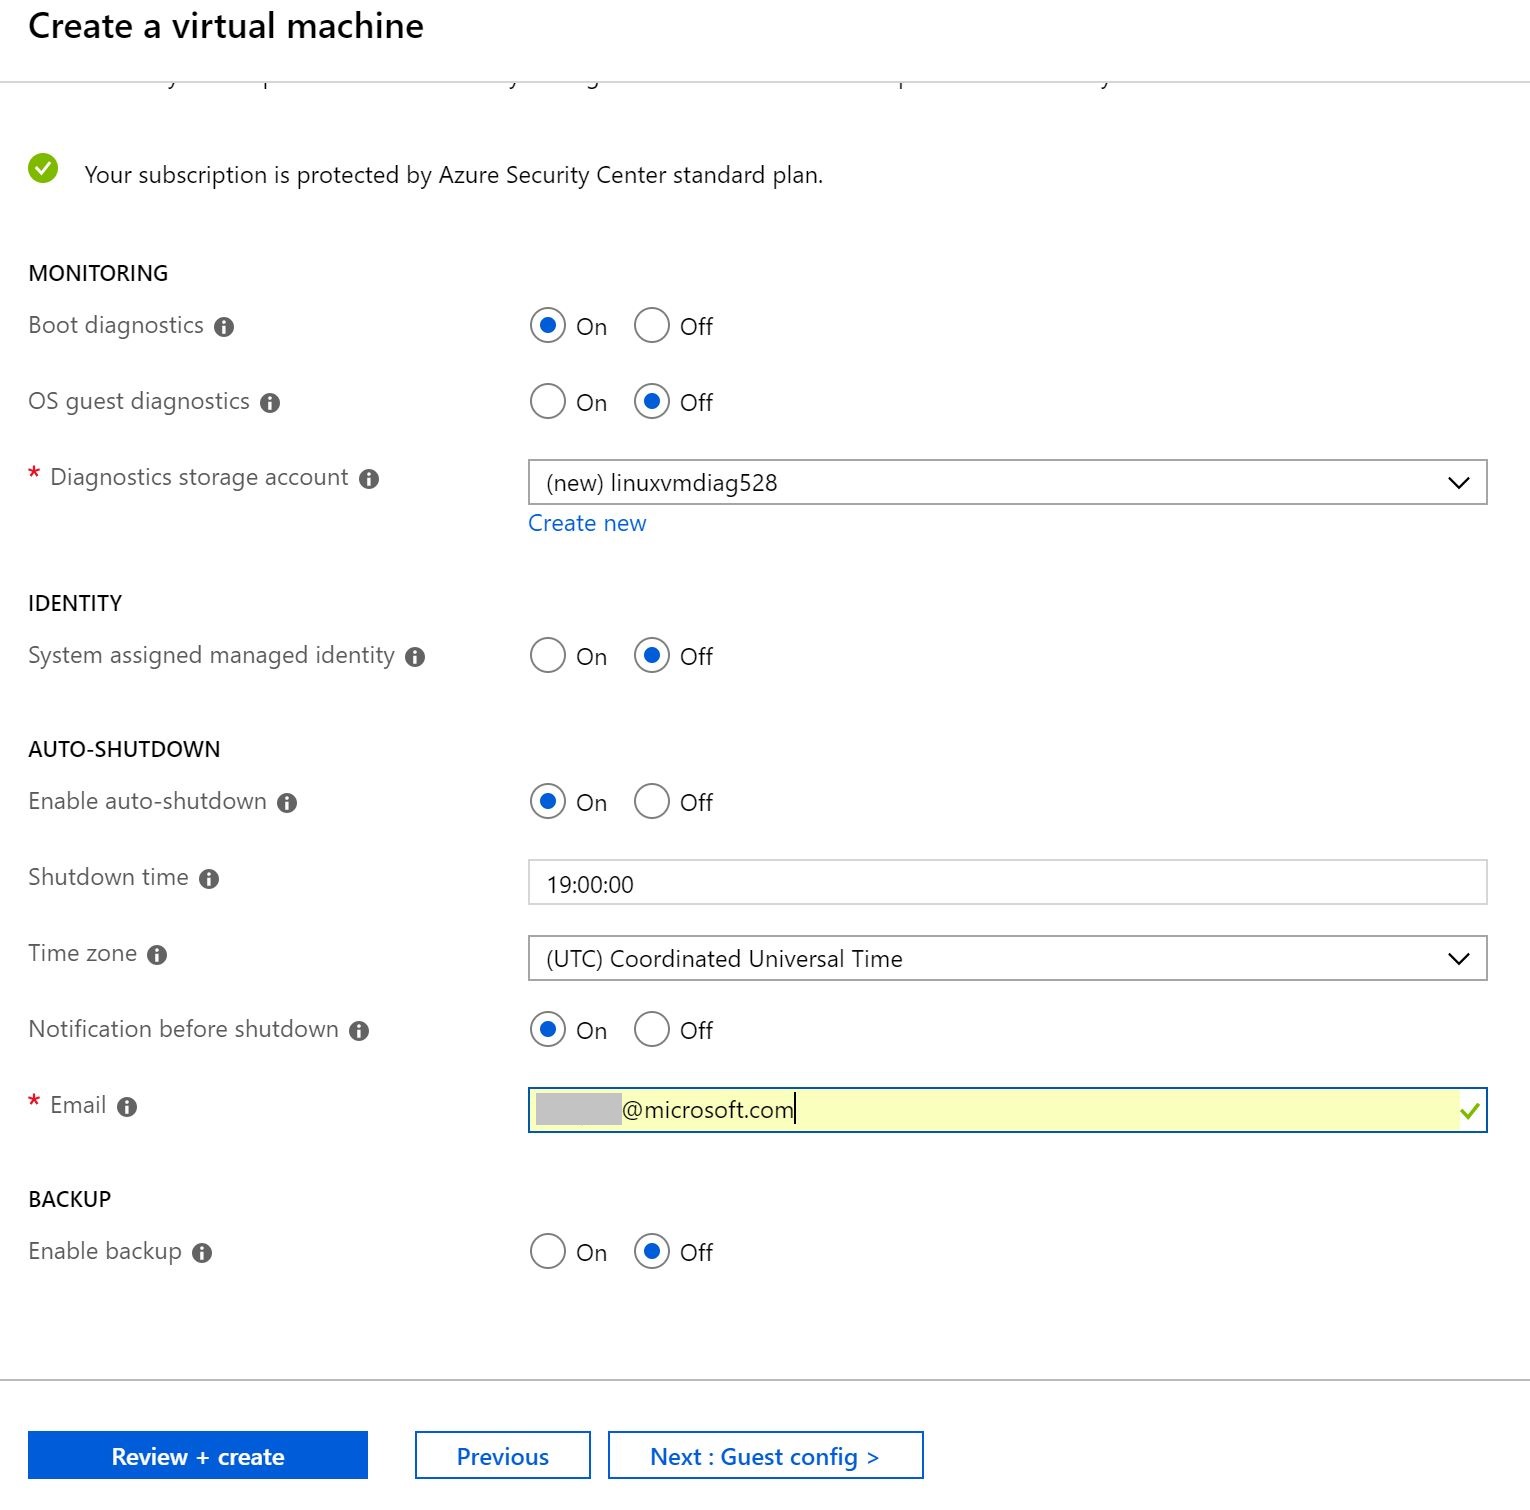 Create a virtual machine
Your subscription is protected by Azure Security Center standard plan.
MONITORING
Boot diagnostics
On
Off
OS guest diagnostics
On
Off
* Diagnostics storage account
(new) linuxvmdiag528
Create new
IDENTITY
System assigned managed identity
On
Off
AUTO-SHUTDOWN
Enable auto-shutdown
On
Off
Shutdown time
19:00:00
Time zone
(UTC) Coordinated Universal Time
Notification before shutdown
On
Off
* Email
@microsoft.com
BACKUP
Enable backup
On
Off
Review + create
Previous
Next : Guest config >